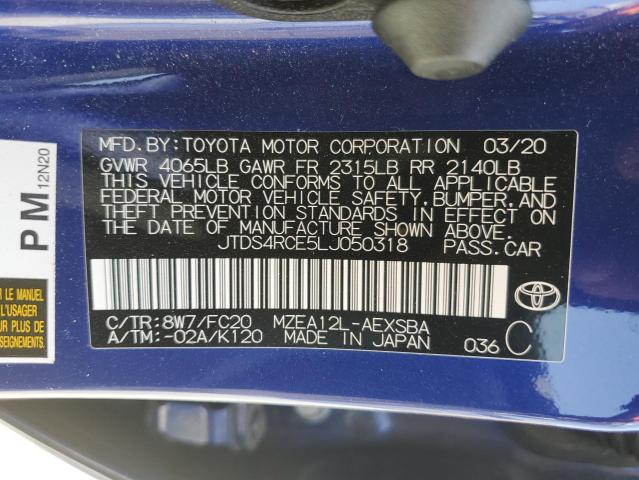 MFD.BY:TOYOTA MOTOR CORPORATION 03/20
GVWR 4065LB GAWR FR 2315LB RR 2140LB
THIS VEHICLE CONFORMS TO ALL APPLICABLE
FEDERAL MOTOR VEHICLE SAFETY,BUMPER,AND
THEFT PREVENTION STANDARDS IN EFFECT ON
THE DATE OF MANUFACTURE SHOWN ABOVE.
JTDS4RCE5LJ050318 PASS.CAR
C/TR:8W7/FC20 MZEA12L-AEXSBA
A/TM:-02A/K120 MADE IN JAPAN 036 C
PM 12N20
LE MANUEL
L'USAGER
PLUS DE
SEIGNEMENTS.